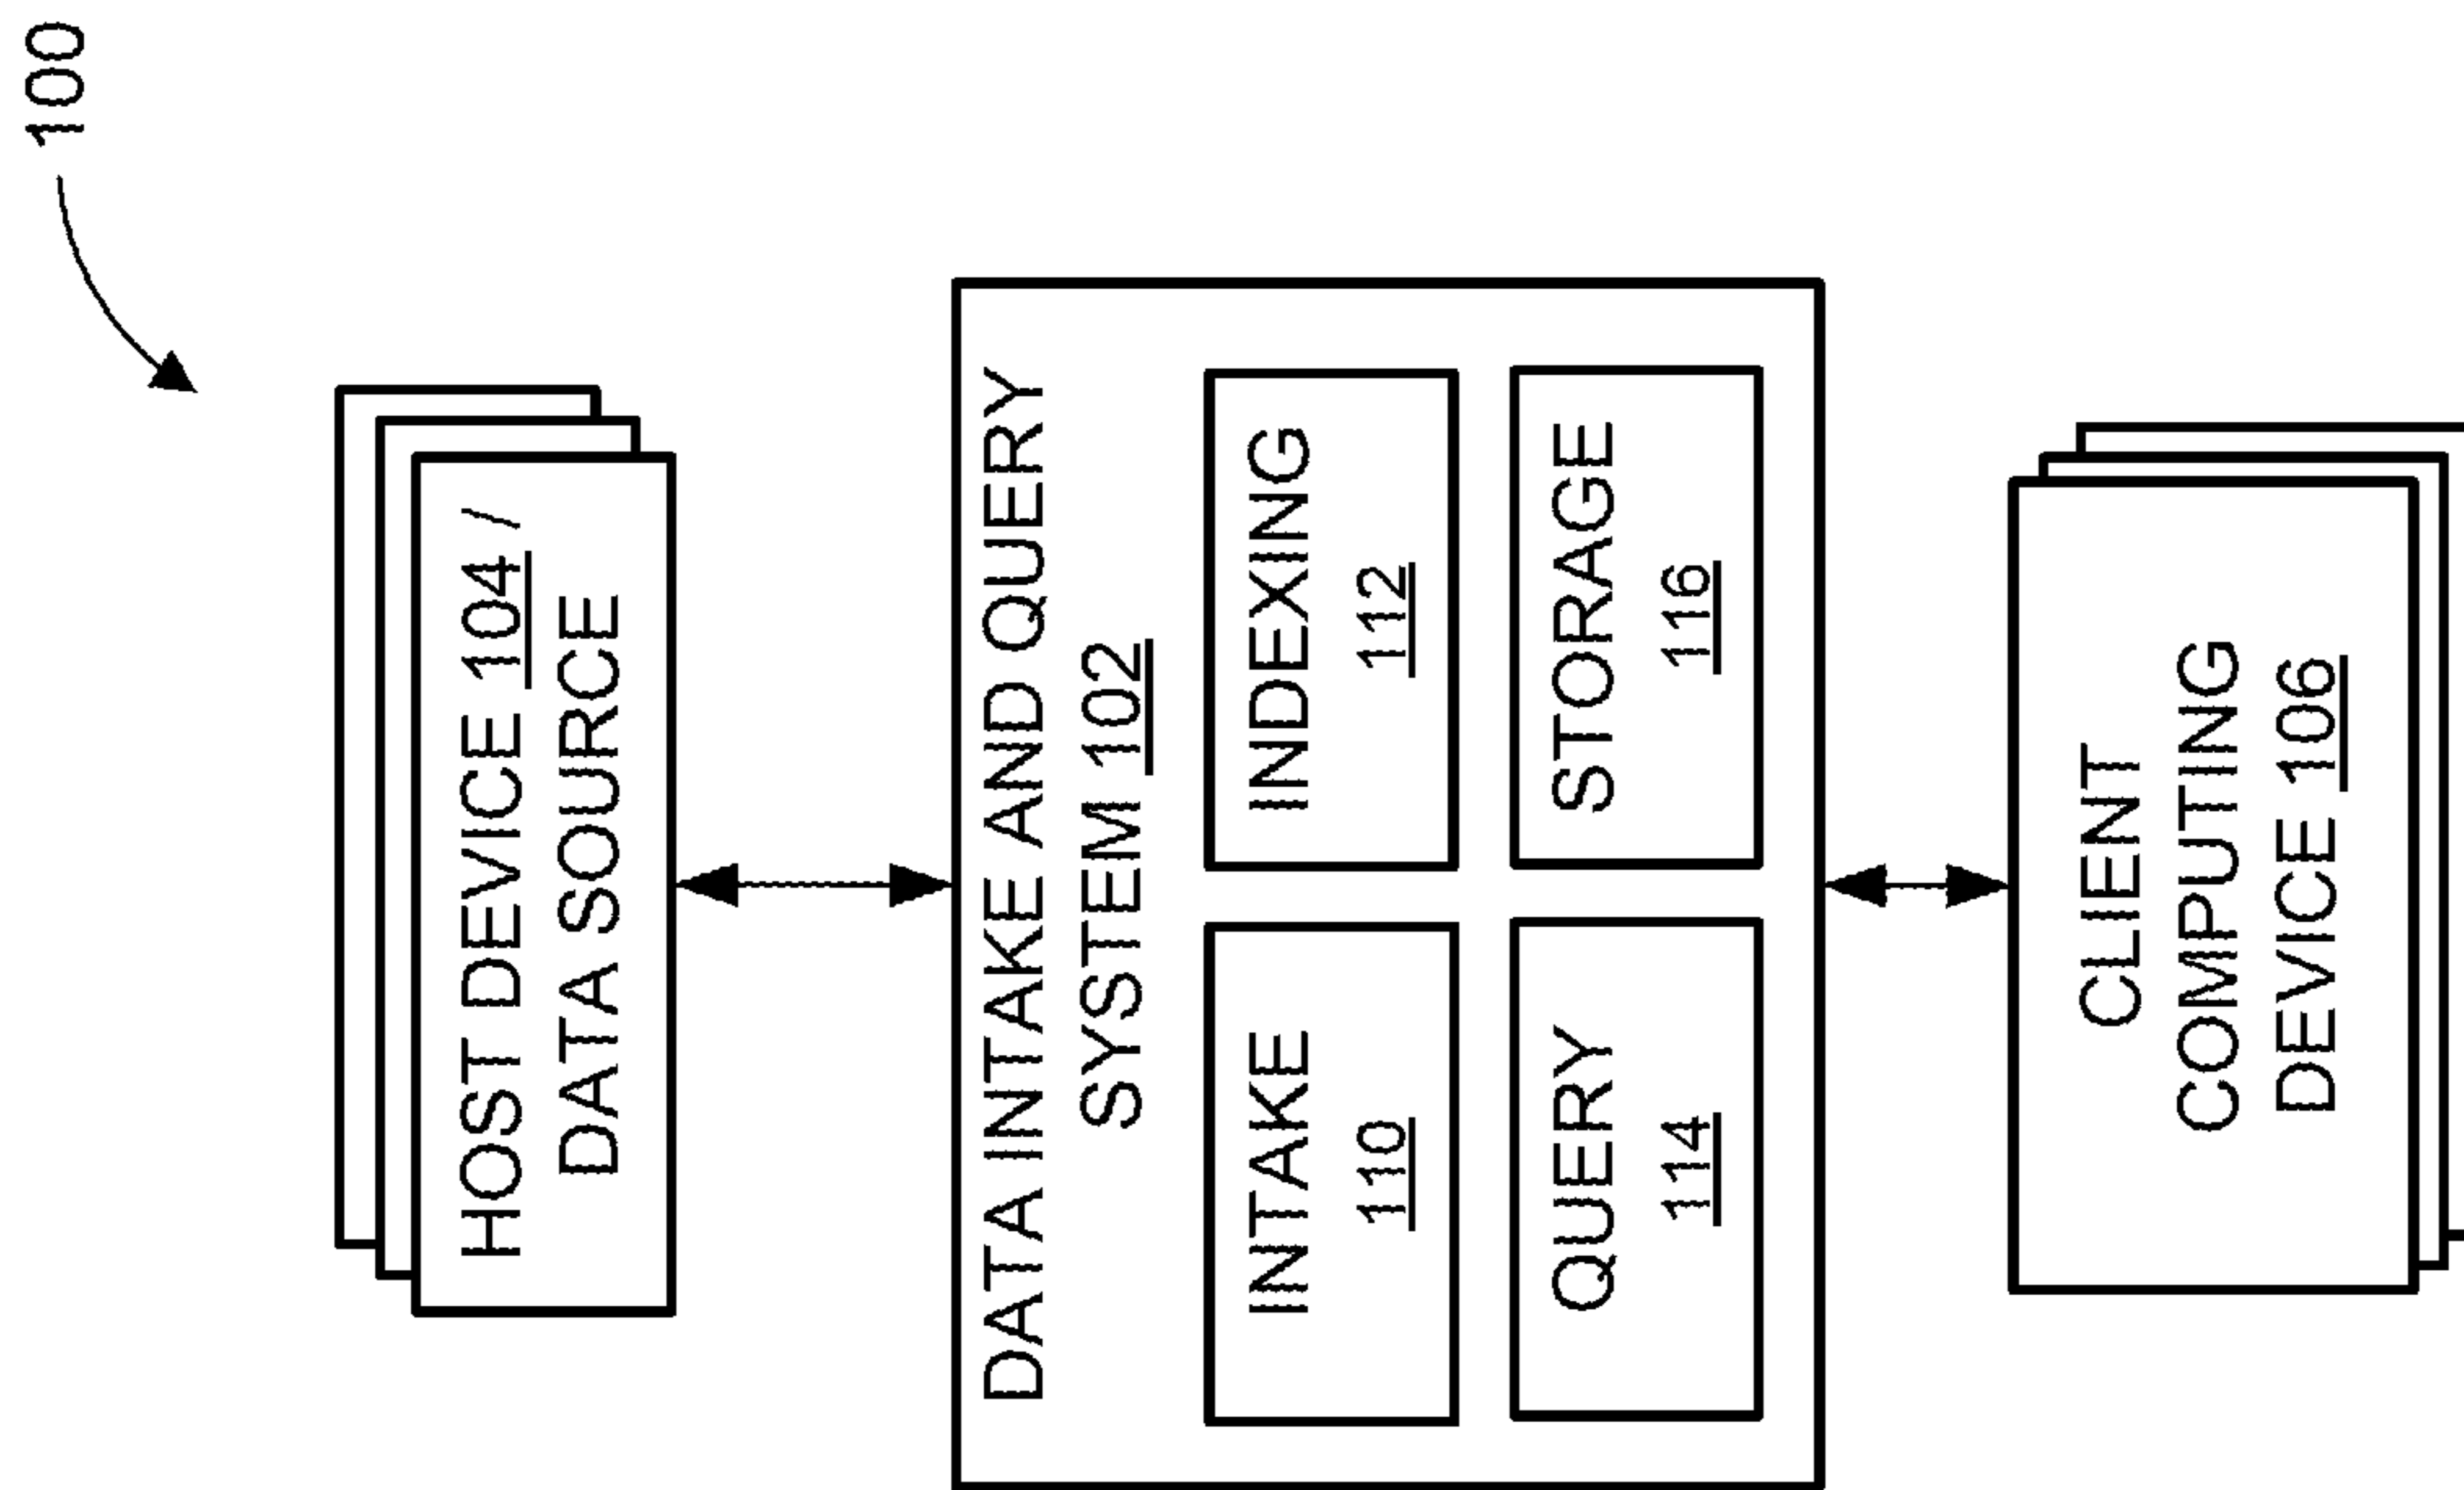 100
HOST DEVICE 104 /
DATA SOURCE
DATA INTAKE AND QUERY
SYSTEM 102
INTAKE
110
INDEXING
112
QUERY
114
STORAGE
116
CLIENT
COMPUTING
DEVICE 106